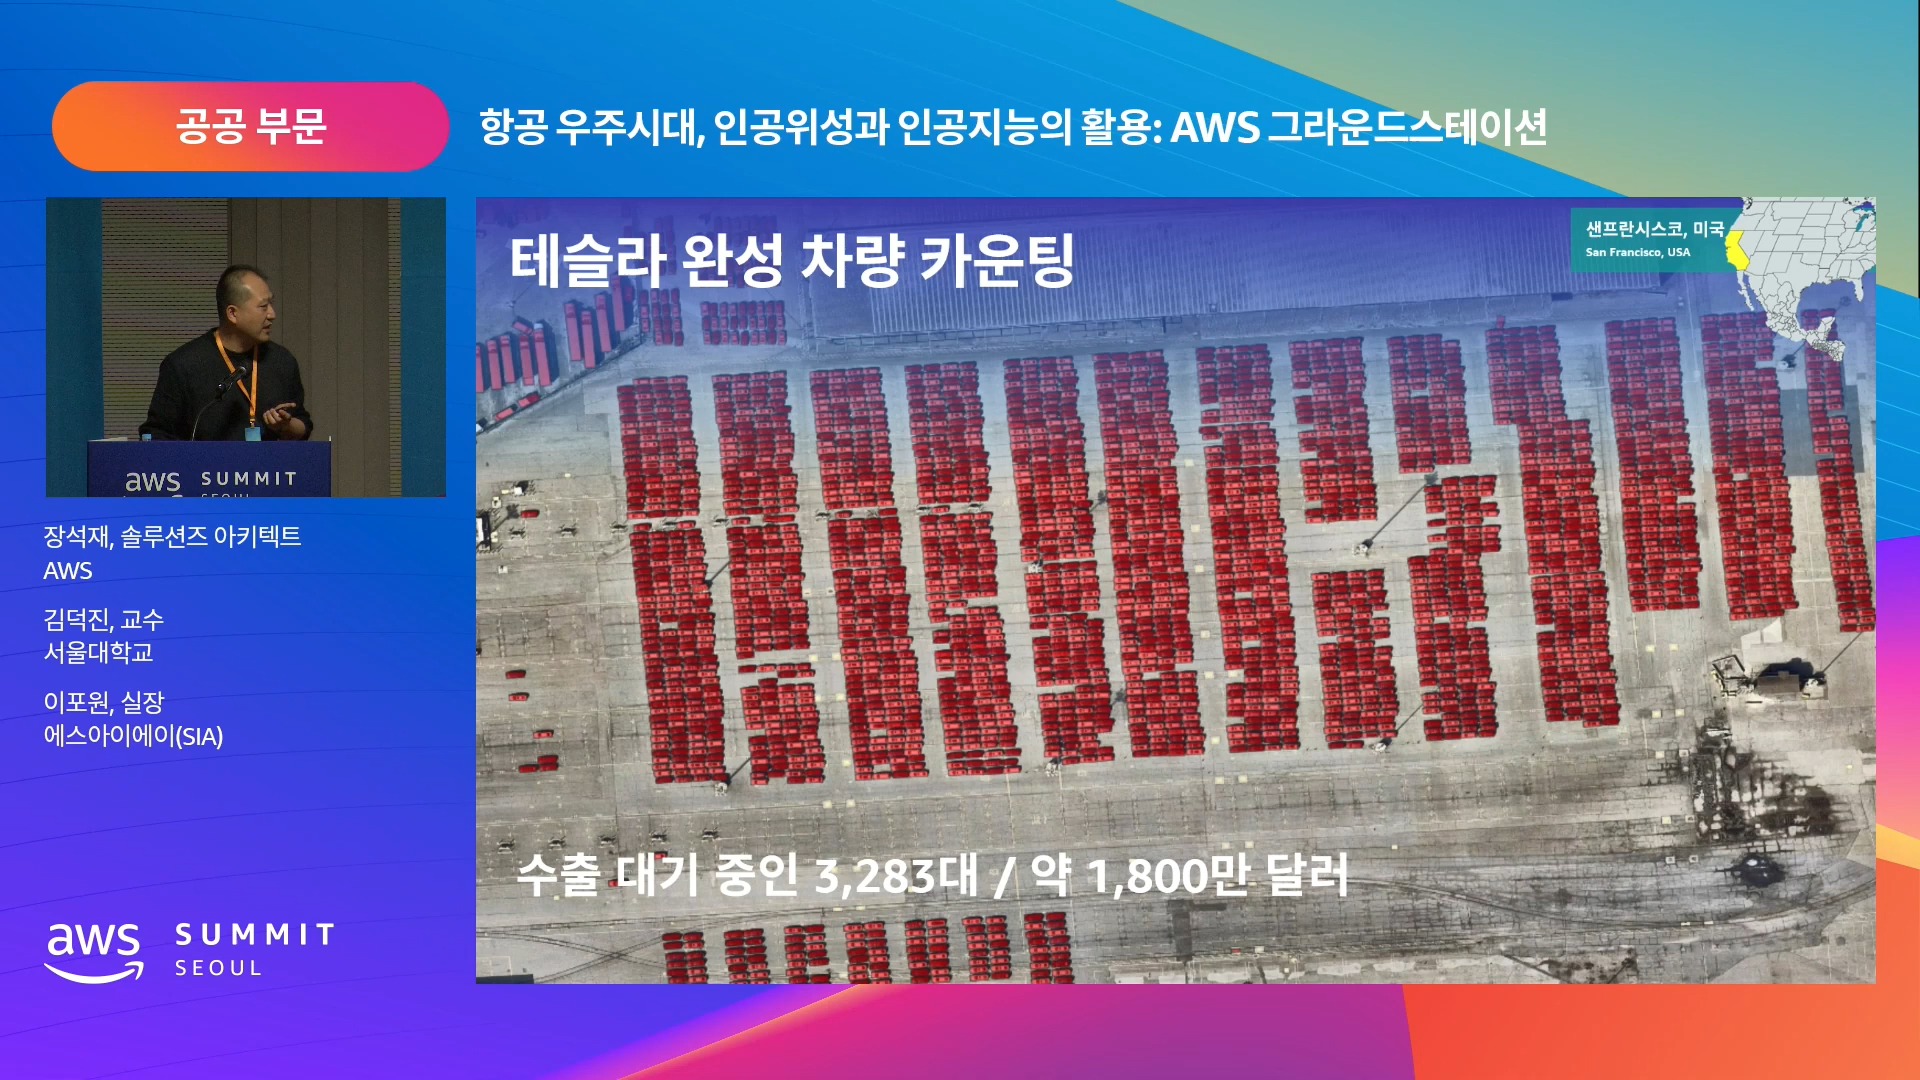 공공 부문
항공 우주시대, 인공위성과 인공지능의 활용: AWS 그라운드스테이션
테슬라 완성 차량 카운팅
샌프란시스코, 미국
San Francisco, USA
aws SUMMIT
SEOUL
장석재, 솔루션즈 아키텍트
AWS
김덕진, 교수
서울대학교
이포원, 실장
에스아이에이(SIA)
수출 대기 중인 3,283대 / 약 1,800만 달러
aws SUMMIT
SEOUL